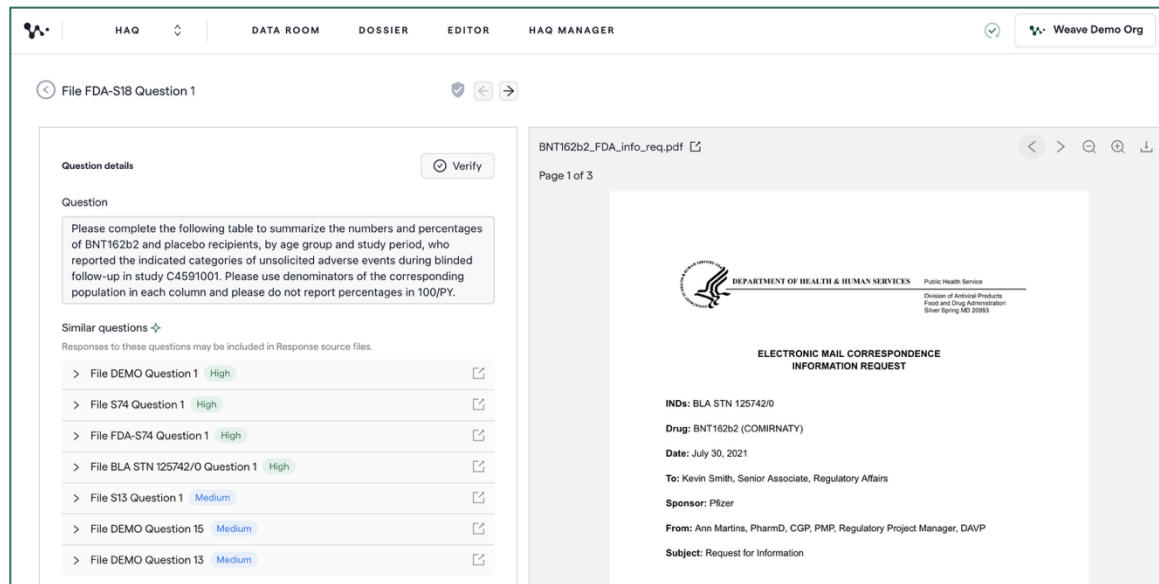 HAQ
DATA ROOM
DOSSIER
EDITOR
HAQ MANAGER
Weave Demo Org
File FDA-S18 Question 1
Question details
Verify
Question
Please complete the following table to summarize the numbers and percentages
of BNT162b2 and placebo recipients, by age group and study period, who
reported the indicated categories of unsolicited adverse events during blinded
follow-up in study C4591001. Please use denominators of the corresponding
population in each column and please do not report percentages in 100/PY.
Similar questions
Responses to these questions may be included in Response source files.
File DEMO Question 1 High
File S74 Question 1 High
File FDA-S74 Question 1 High
File BLA STN 125742/0 Question 1 High
File S13 Question 1 Medium
File DEMO Question 15 Medium
File DEMO Question 13 Medium
BNT162b2_FDA_info_req.pdf
Page 1 of 3
DEPARTMENT OF HEALTH & HUMAN SERVICES
Public Health Service
Division of Antiviral Products
Food and Drug Administration
Silver Spring MD 20993
ELECTRONIC MAIL CORRESPONDENCE
INFORMATION REQUEST
INDs: BLA STN 125742/0
Drug: BNT162b2 (COMIRNATY)
Date: July 30, 2021
To: Kevin Smith, Senior Associate, Regulatory Affairs
Sponsor: Pfizer
From: Ann Martins, PharmD, CGP, PMP, Regulatory Project Manager, DAVP
Subject: Request for Information